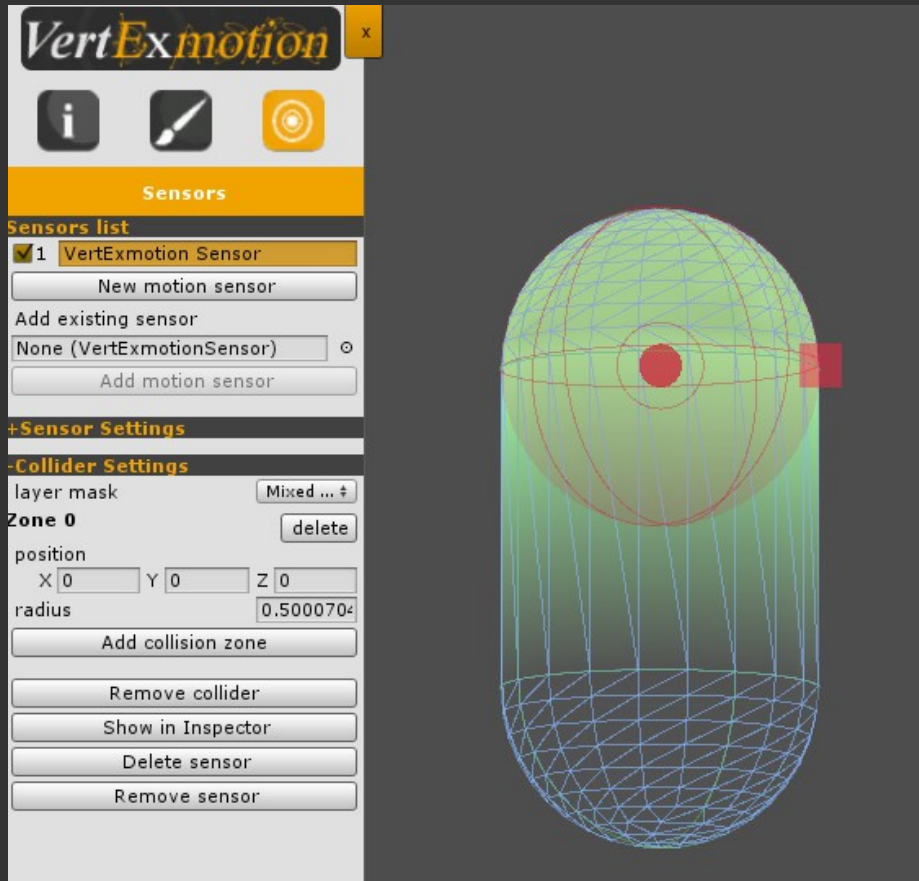 VertExmotion
x
i
Sensors
Sensors list
1 VertExmotion Sensor
New motion sensor
Add existing sensor
None (VertExmotionSensor)
Add motion sensor
+Sensor Settings
-Collider Settings
layer mask Mixed ...
Zone 0 delete
position
X 0 Y 0 Z 0
radius 0.5000704
Add collision zone
Remove collider
Show in Inspector
Delete sensor
Remove sensor